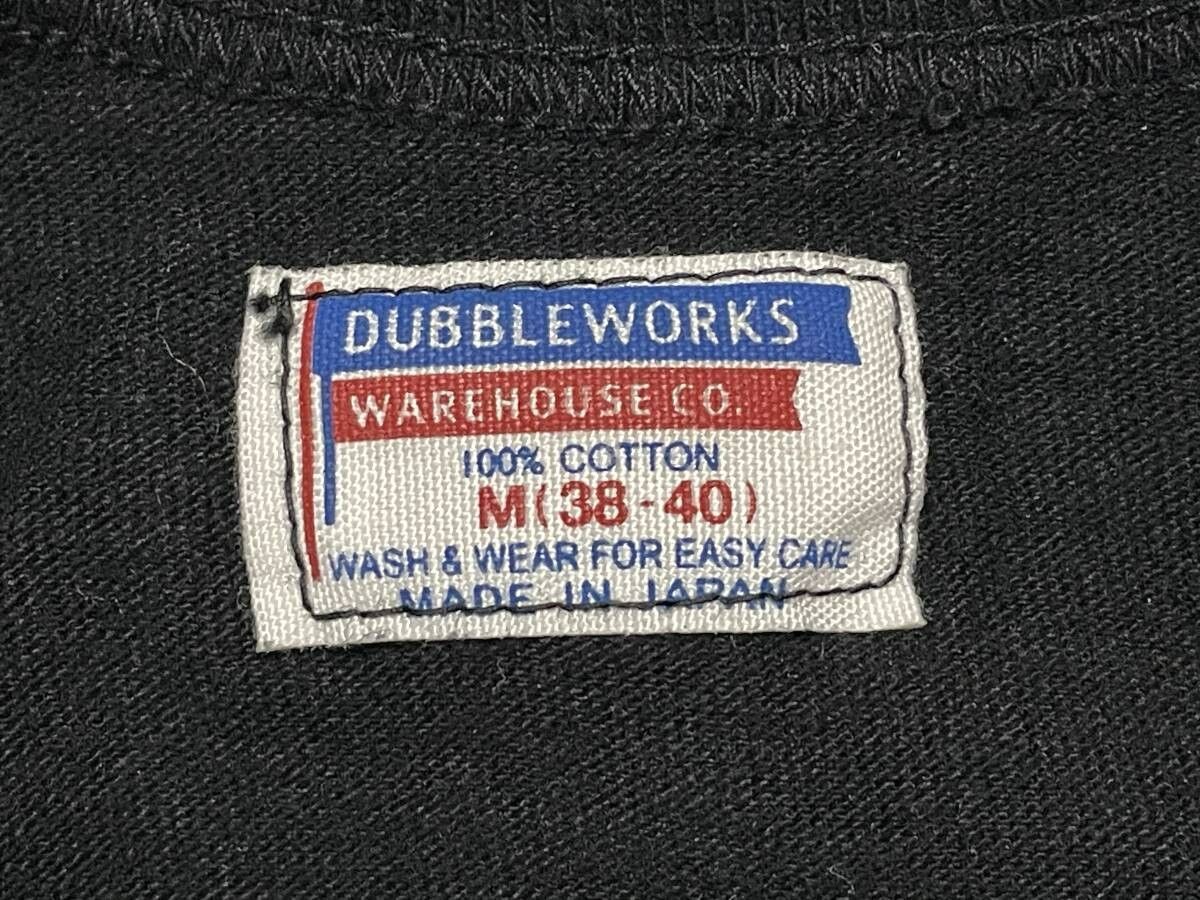 DUBBLEWORKS
WAREHOUSE CO.
100% COTTON
M(38-40)
WASH & WEAR FOR EASY CARE
MADE IN JAPAN